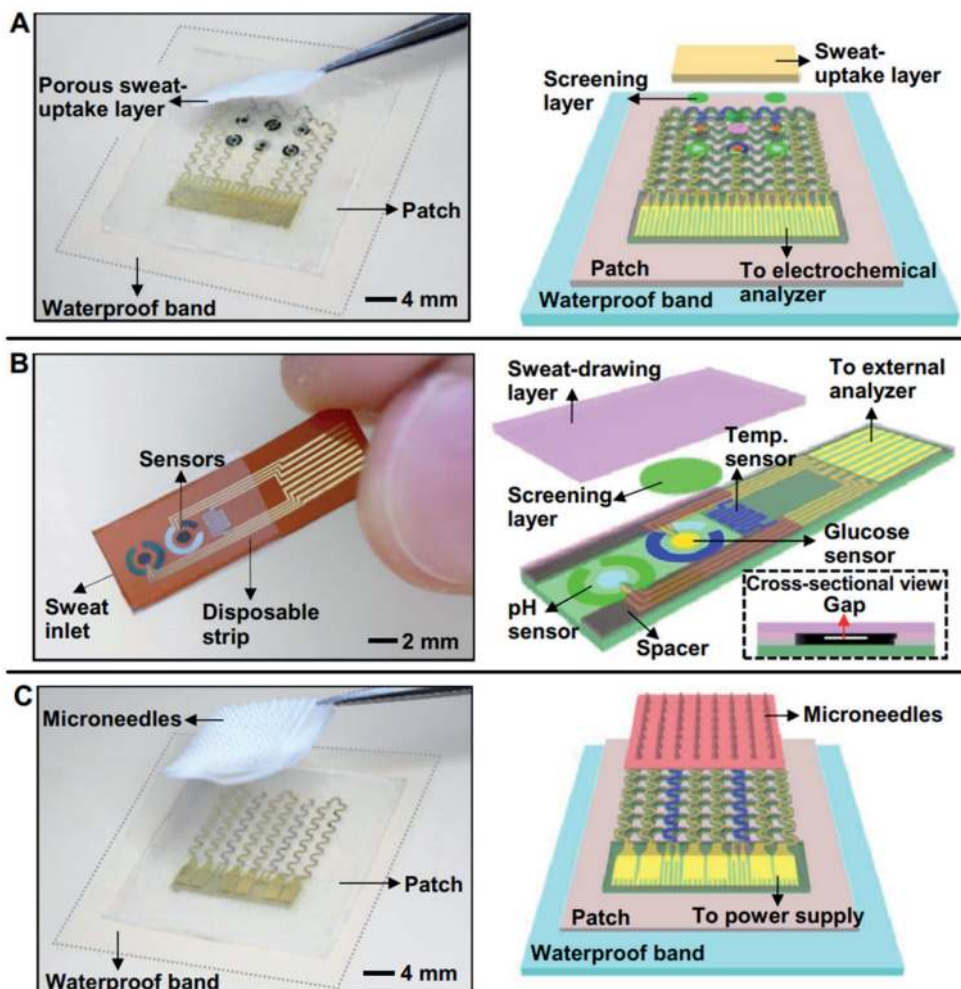 A
Porous sweat-
uptake layer
Patch
Waterproof band
4 mm
Sweat-
uptake layer
Screening
layer
To electrochemical
analyzer
Patch
Waterproof band
B
Sensors
Sweat
inlet
Disposable
strip
2 mm
Sweat-drawing
layer
To external
analyzer
Temp.
sensor
Screening
layer
Glucose
sensor
pH
sensor
Spacer
Cross-sectional view
Gap
C
Microneedles
Patch
Waterproof band
4 mm
Microneedles
To power supply
Patch
Waterproof band